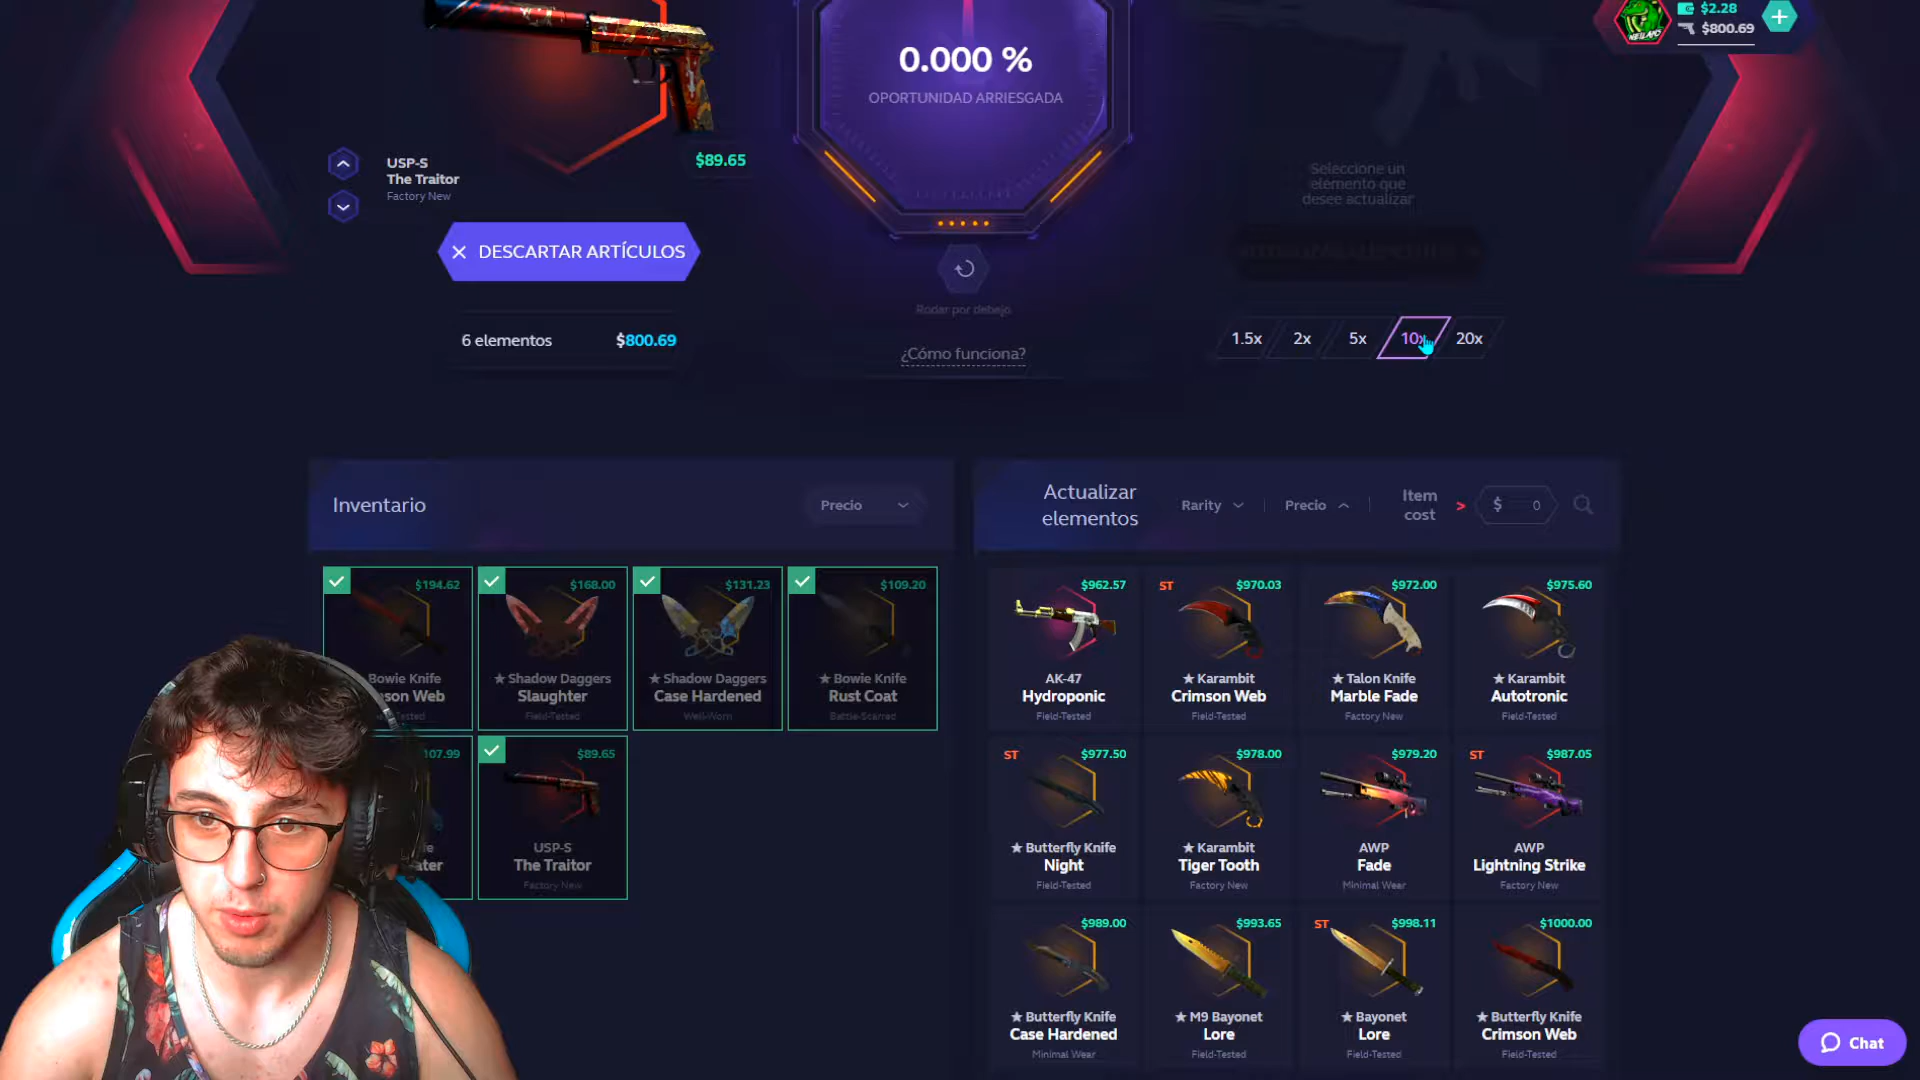 $2.28
$800.69
0.000 %
OPORTUNIDAD ARRIESGADA
USP-S
The Traitor
Factory New
$89.65
Seleccione un
elemento que
desee actualizar
DESCARTAR ARTÍCULOS
Rodar por debajo
6 elementos
$800.69
¿Cómo funciona?
1.5x
2x
5x
10x
20x
Inventario
Precio
Actualizar
elementos
Rarity
Precio
Item
cost
>
$ 0
$194.62
$168.00
$131.23
$109.20
Bowie Knife
★ Shadow Daggers
★ Shadow Daggers
★ Bowie Knife
Web
Slaughter
Case Hardened
Rust Coat
Field-Tested
Well-Worn
Battle-Scarred
107.99
$89.65
USP-S
The Traitor
Factory New
$962.57
ST $970.03
$972.00
$975.60
AK-47
★ Karambit
★ Talon Knife
★ Karambit
Hydroponic
Crimson Web
Marble Fade
Autotronic
Field-Tested
Field-Tested
Factory New
Field-Tested
ST $977.50
$978.00
$979.20
ST $987.05
★ Butterfly Knife
★ Karambit
AWP
AWP
Night
Tiger Tooth
Fade
Lightning Strike
Field-Tested
Factory New
Minimal Wear
Factory New
$989.00
$993.65
ST $998.11
$1000.00
★ Butterfly Knife
★ M9 Bayonet
★ Bayonet
★ Butterfly Knife
Case Hardened
Lore
Lore
Crimson Web
Minimal Wear
Field-Tested
Field-Tested
Field-Tested
Chat